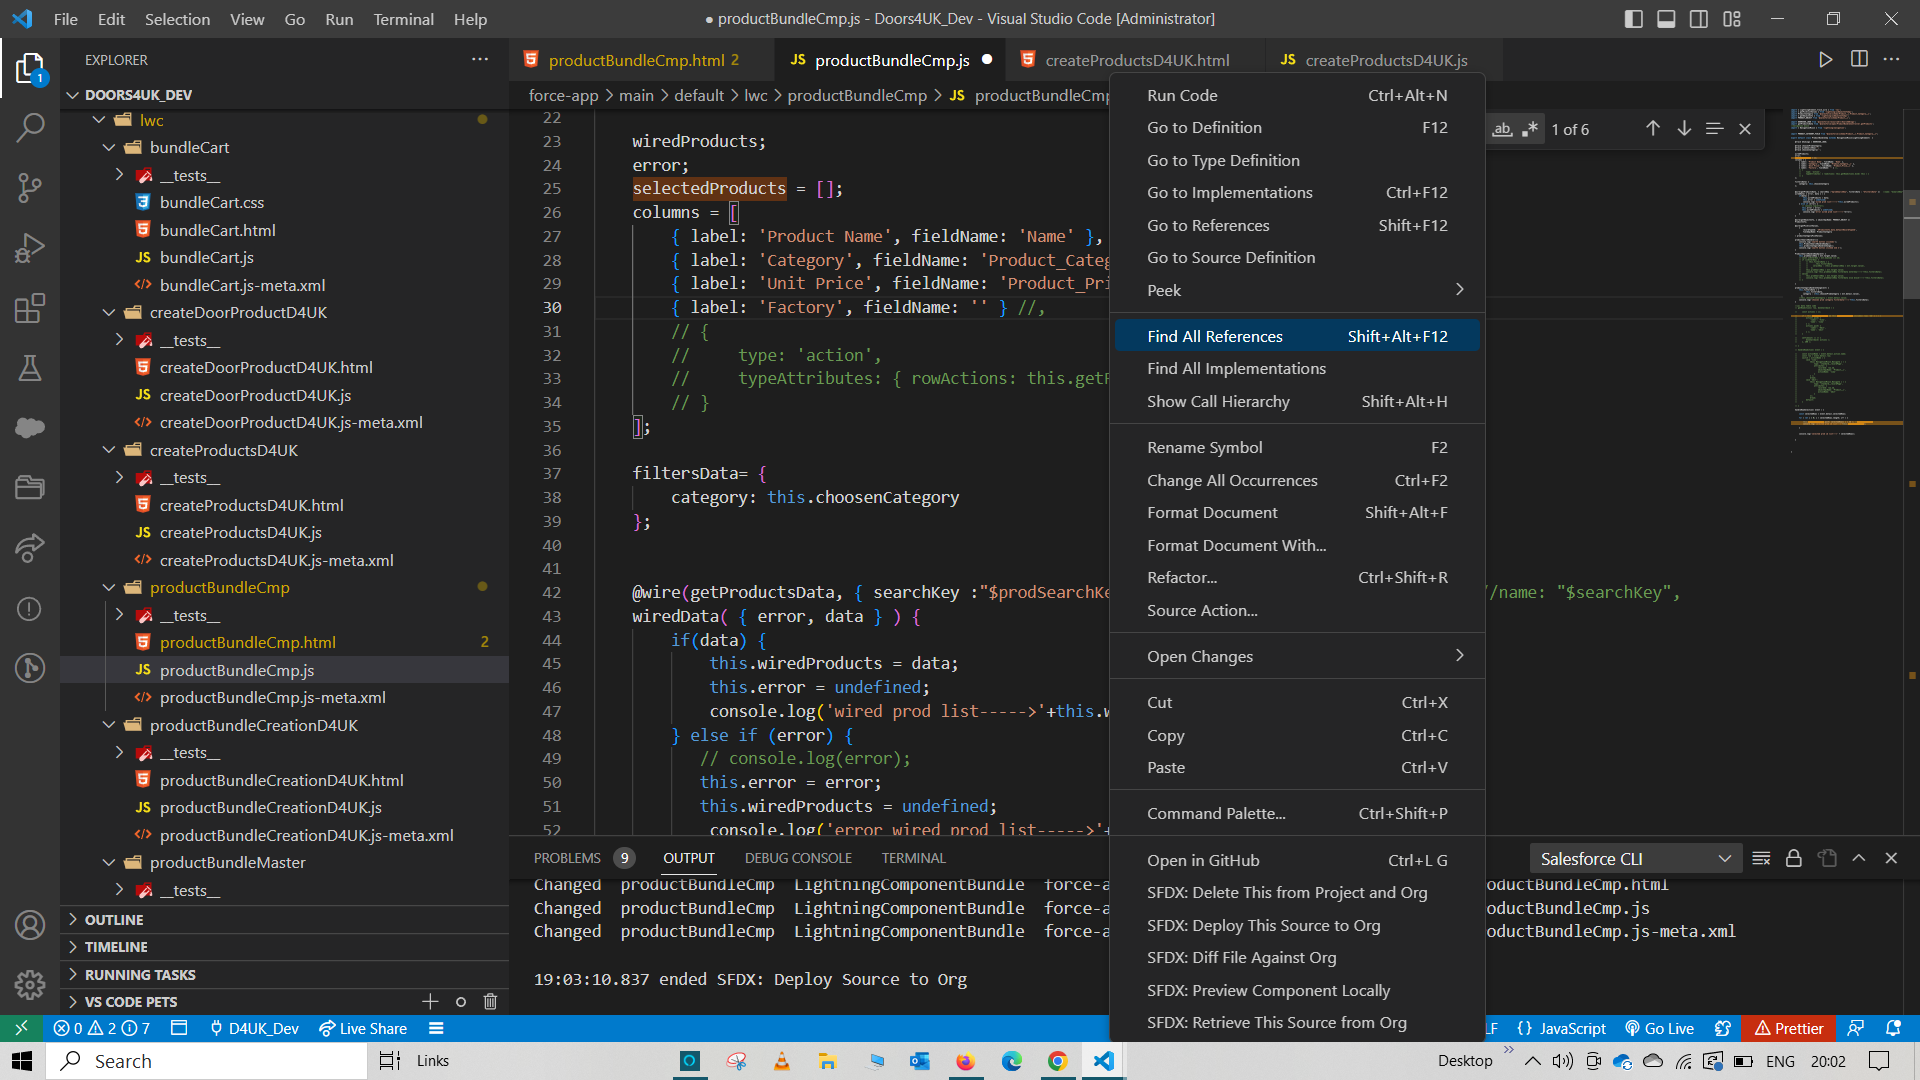 File Edit Selection View Go Run Terminal Help
● productBundleCmp.js - Doors4UK_Dev - Visual Studio Code [Administrator]
EXPLORER
DOORS4UK_DEV
lwc
bundleCart
__tests__
bundleCart.css
bundleCart.html
bundleCart.js
bundleCart.js-meta.xml
createDoorProductD4UK
__tests__
createDoorProductD4UK.html
createDoorProductD4UK.js
createDoorProductD4UK.js-meta.xml
createProductsD4UK
__tests__
createProductsD4UK.html
createProductsD4UK.js
createProductsD4UK.js-meta.xml
productBundleCmp
__tests__
productBundleCmp.html 2
productBundleCmp.js
productBundleCmp.js-meta.xml
productBundleCreationD4UK
__tests__
productBundleCreationD4UK.html
productBundleCreationD4UK.js
productBundleCreationD4UK.js-meta.xml
productBundleMaster
__tests__
OUTLINE
TIMELINE
RUNNING TASKS
VS CODE PETS
productBundleCmp.html 2
JS productBundleCmp.js
createProductsD4UK.html
JS createProductsD4UK.js
force-app > main > default > lwc > productBundleCmp > JS productBundleCmp
1 of 6
22
23 wiredProducts;
24 error;
25 selectedProducts = [];
26 columns = [
27 { label: 'Product Name', fieldName: 'Name' },
28 { label: 'Category', fieldName: 'Product_Categ
29 { label: 'Unit Price', fieldName: 'Product_Pri
30 { label: 'Factory', fieldName: '' } //,
31 // {
32 // type: 'action',
33 // typeAttributes: { rowActions: this.getR
34 // }
35 ];
36
37 filtersData= {
38 category: this.choosenCategory
39 };
40
41
42 @wire(getProductsData, { searchKey :"$prodSearchKe //name: "$searchKey",
43 wiredData( { error, data } ) {
44 if(data) {
45 this.wiredProducts = data;
46 this.error = undefined;
47 console.log('wired prod list----->'+this.w
48 } else if (error) {
49 // console.log(error);
50 this.error = error;
51 this.wiredProducts = undefined;
52 console.log('error wired prod list----->'+
Run Code Ctrl+Alt+N
Go to Definition F12
Go to Type Definition
Go to Implementations Ctrl+F12
Go to References Shift+F12
Go to Source Definition
Peek
Find All References Shift+Alt+F12
Find All Implementations
Show Call Hierarchy Shift+Alt+H
Rename Symbol F2
Change All Occurrences Ctrl+F2
Format Document Shift+Alt+F
Format Document With...
Refactor... Ctrl+Shift+R
Source Action...
Open Changes
Cut Ctrl+X
Copy Ctrl+C
Paste Ctrl+V
Command Palette... Ctrl+Shift+P
Open in GitHub Ctrl+L G
SFDX: Delete This from Project and Org
SFDX: Deploy This Source to Org
SFDX: Diff File Against Org
SFDX: Preview Component Locally
SFDX: Retrieve This Source from Org
PROBLEMS 9 OUTPUT DEBUG CONSOLE TERMINAL
Salesforce CLI
Changed productBundleCmp LightningComponentBundle force-a oductBundleCmp.html
Changed productBundleCmp LightningComponentBundle force-a oductBundleCmp.js
Changed productBundleCmp LightningComponentBundle force-a oductBundleCmp.js-meta.xml
19:03:10.837 ended SFDX: Deploy Source to Org
0 2 7 D4UK_Dev Live Share
LF {} JavaScript Go Live Prettier
Search
Links
Desktop
ENG 20:02